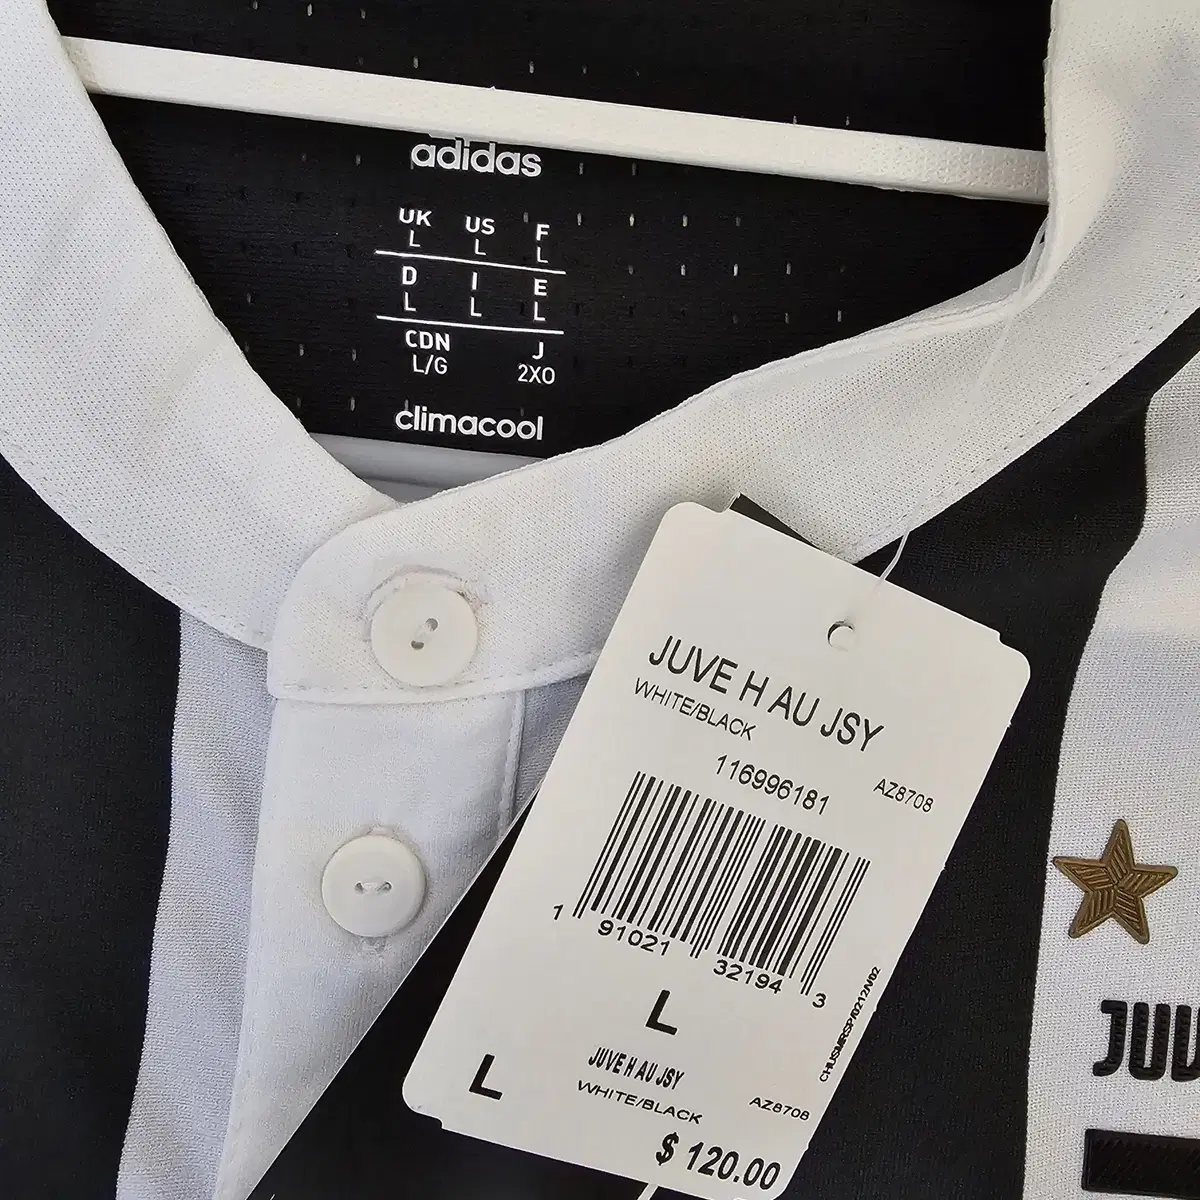 adidas
UK US F
L L L
D I E
L L L
CDN J
L/G 2XO
climacool
JUVE H AU JSY
WHITE/BLACK
116996181 AZ8708
1 91021 32194 3
L
JUVE H AU JSY
WHITE/BLACK AZ8708
L
$ 120.00
JUV